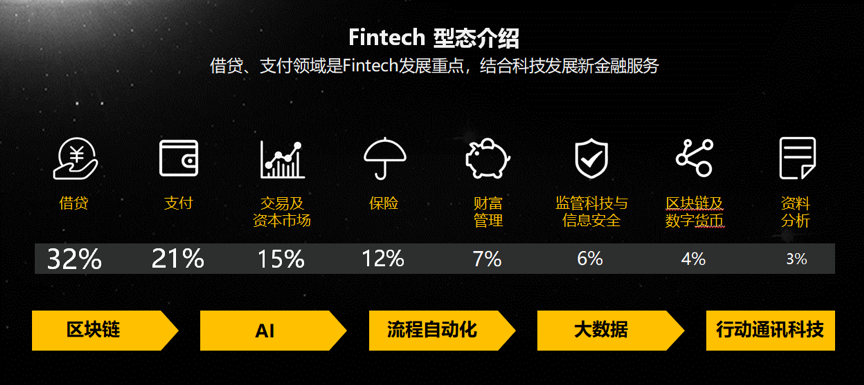 Fintech 型态介绍
借贷、支付领域是Fintech发展重点，结合科技发展新金融服务
借贷
支付
交易及
资本市场
保险
财富
管理
监管科技与
信息安全
区块链及
数字货币
资料
分析
32%
21%
15%
12%
7%
6%
4%
3%
区块链
AI
流程自动化
大数据
行动通讯科技